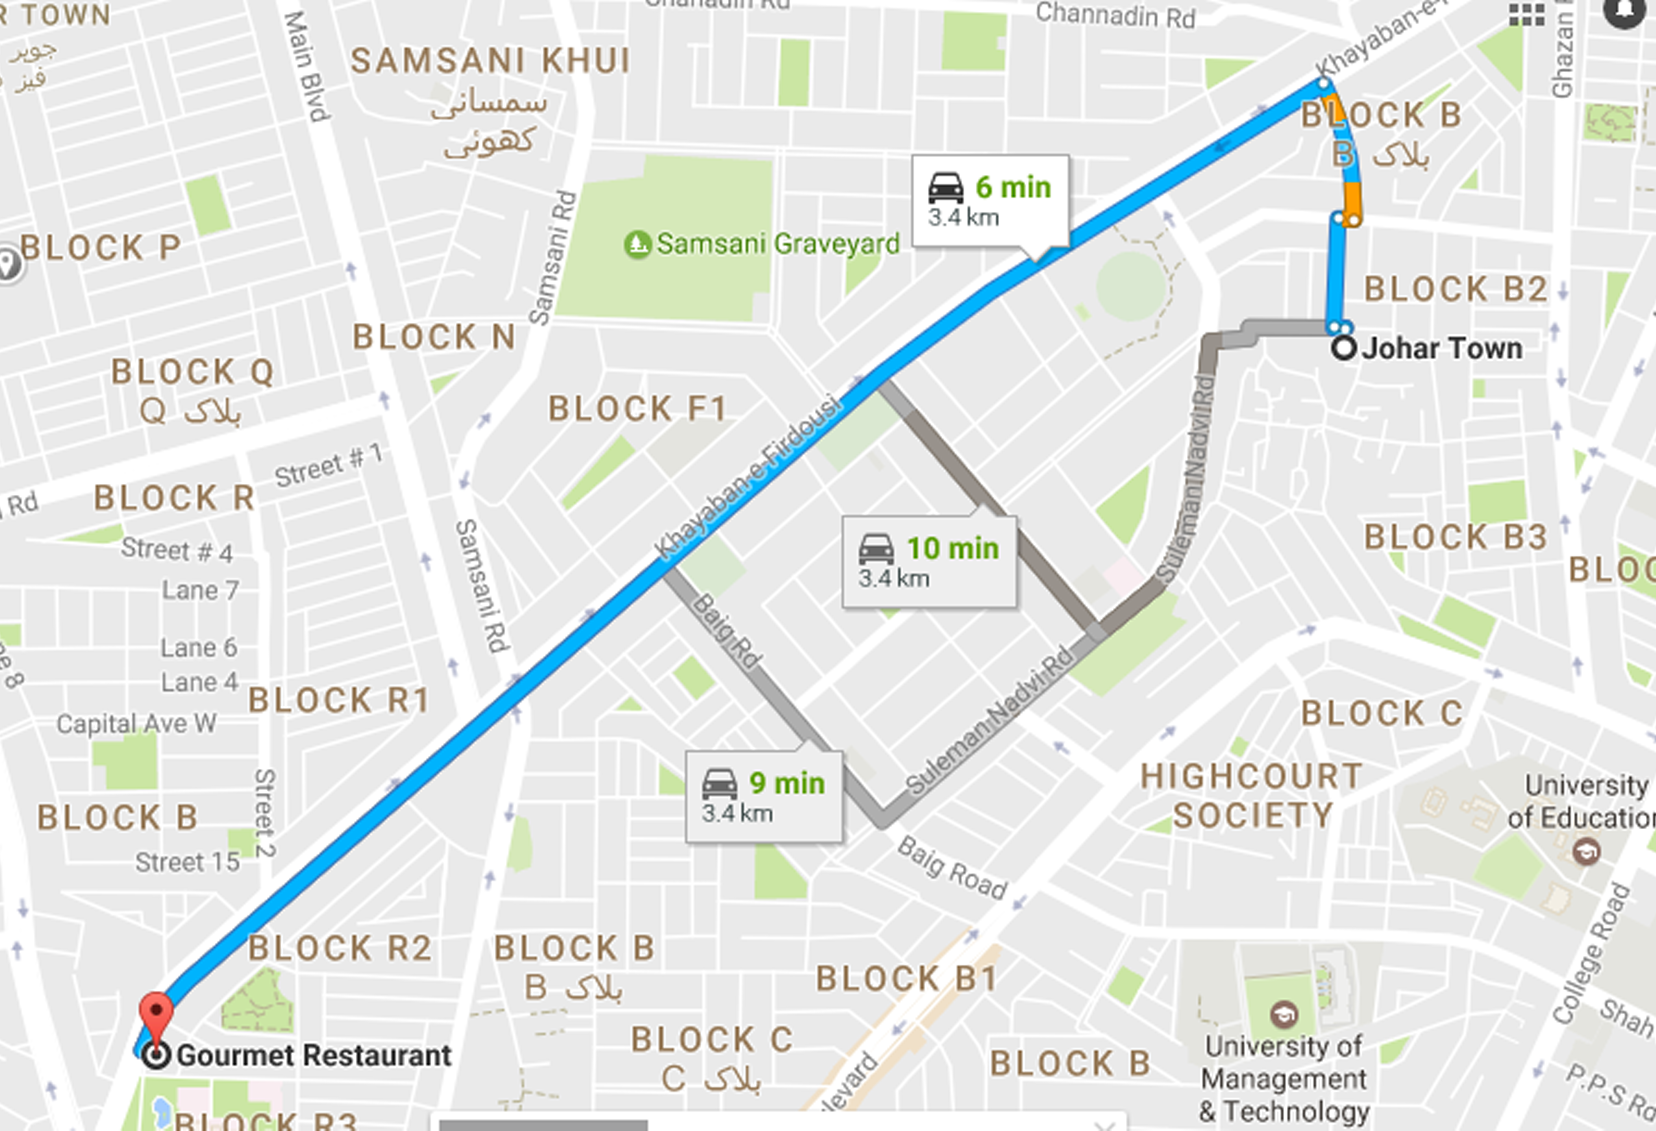 Channadin Rd
Khayaban-e-F
Ghazan
R TOWN
جوہر
فیز
Main Blvd
SAMSANI KHUI
سمسانی
کھوئی
BLOCK B
بلاک B
6 min
3.4 km
Samsani Rd
Samsani Graveyard
BLOCK P
BLOCK B2
BLOCK N
Johar Town
BLOCK Q
بلاک Q
BLOCK F1
Suleman Nadvi Rd
Khayaban-e-Firdousi
Street # 1
BLOCK R
Rd
Street # 4
10 min
3.4 km
BLOCK B3
BLOC
Samsani Rd
Lane 7
Baig Rd
Lane 6
Lane 4
BLOCK R1
Capital Ave W
Suleman Nadvi Rd
BLOCK C
9 min
3.4 km
HIGHCOURT
SOCIETY
University
of Education
Street 2
BLOCK B
Street 15
Baig Road
BLOCK R2
BLOCK B
بلاک B
BLOCK B1
College Road
Shah
Gourmet Restaurant
BLOCK C
بلاک C
BLOCK B
University of
Management
& Technology
P.P.S Rd
levard
BLOCK R3